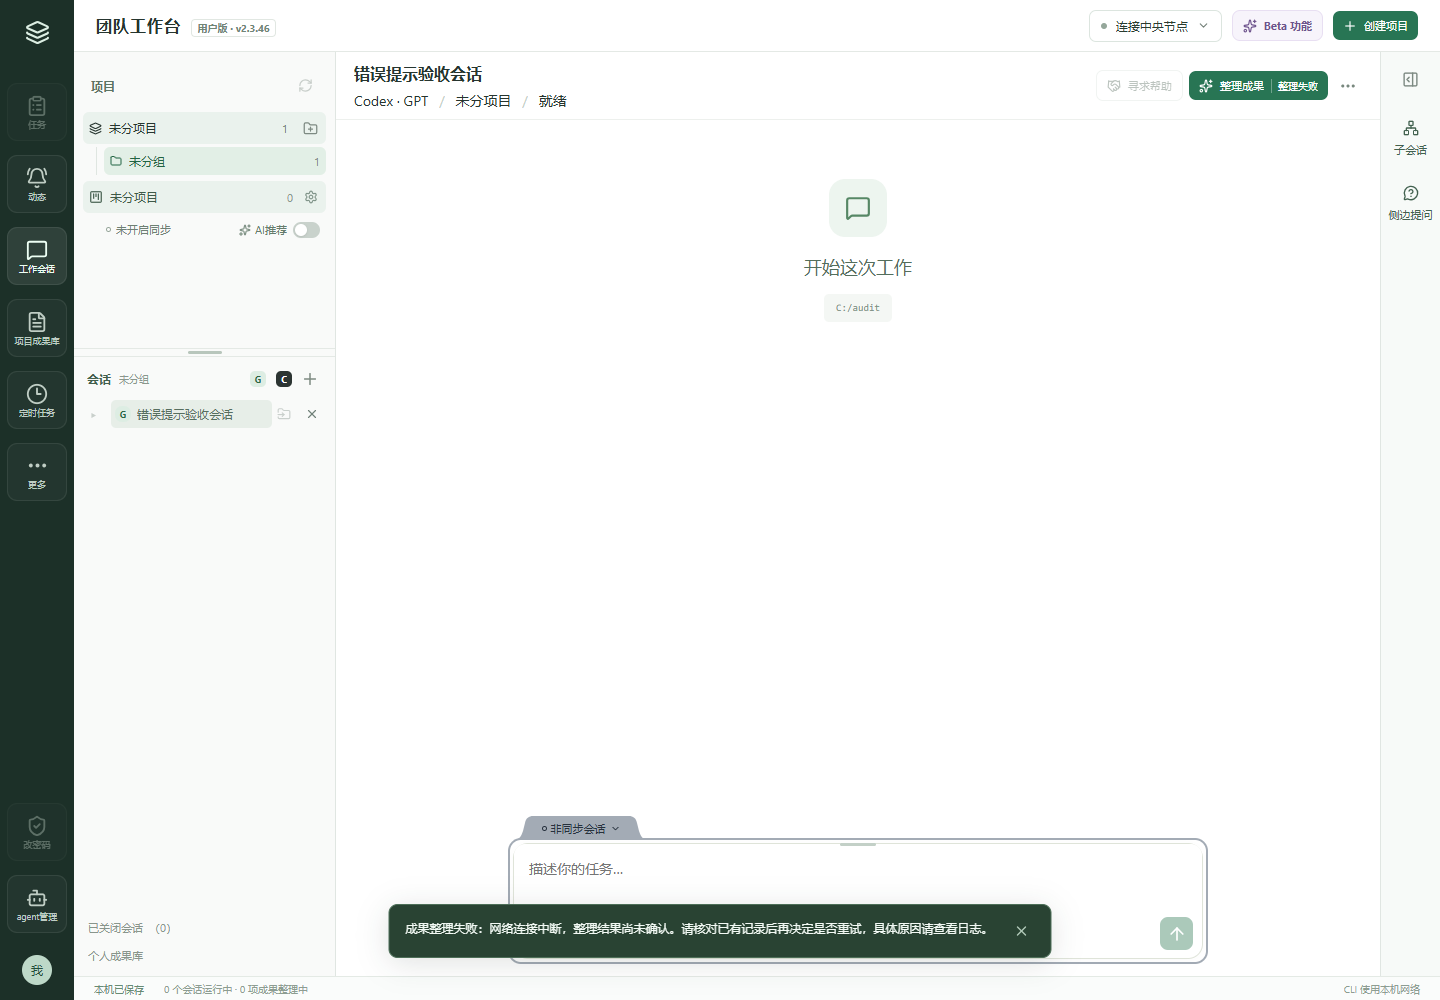 团队工作台
用户版 · v2.3.46
连接中央节点
Beta 功能
创建项目
任务
动态
工作会话
项目成果库
定时任务
更多
改密码
agent管理
我
项目
未分项目 1
未分组 1
未分项目 0
未开启同步
AI推荐
会话 未分组
G
C
G 错误提示验收会话
已关闭会话 (0)
个人成果库
错误提示验收会话
Codex · GPT / 未分项目 / 就绪
寻求帮助
整理成果 整理失败
开始这次工作
C:/audit
非同步会话
描述你的任务...
成果整理失败：网络连接中断，整理结果尚未确认。请核对已有记录后再决定是否重试，具体原因请查看日志。
子会话
侧边提问
本机已保存
0 个会话运行中 · 0 项成果整理中
CLI 使用本机网络